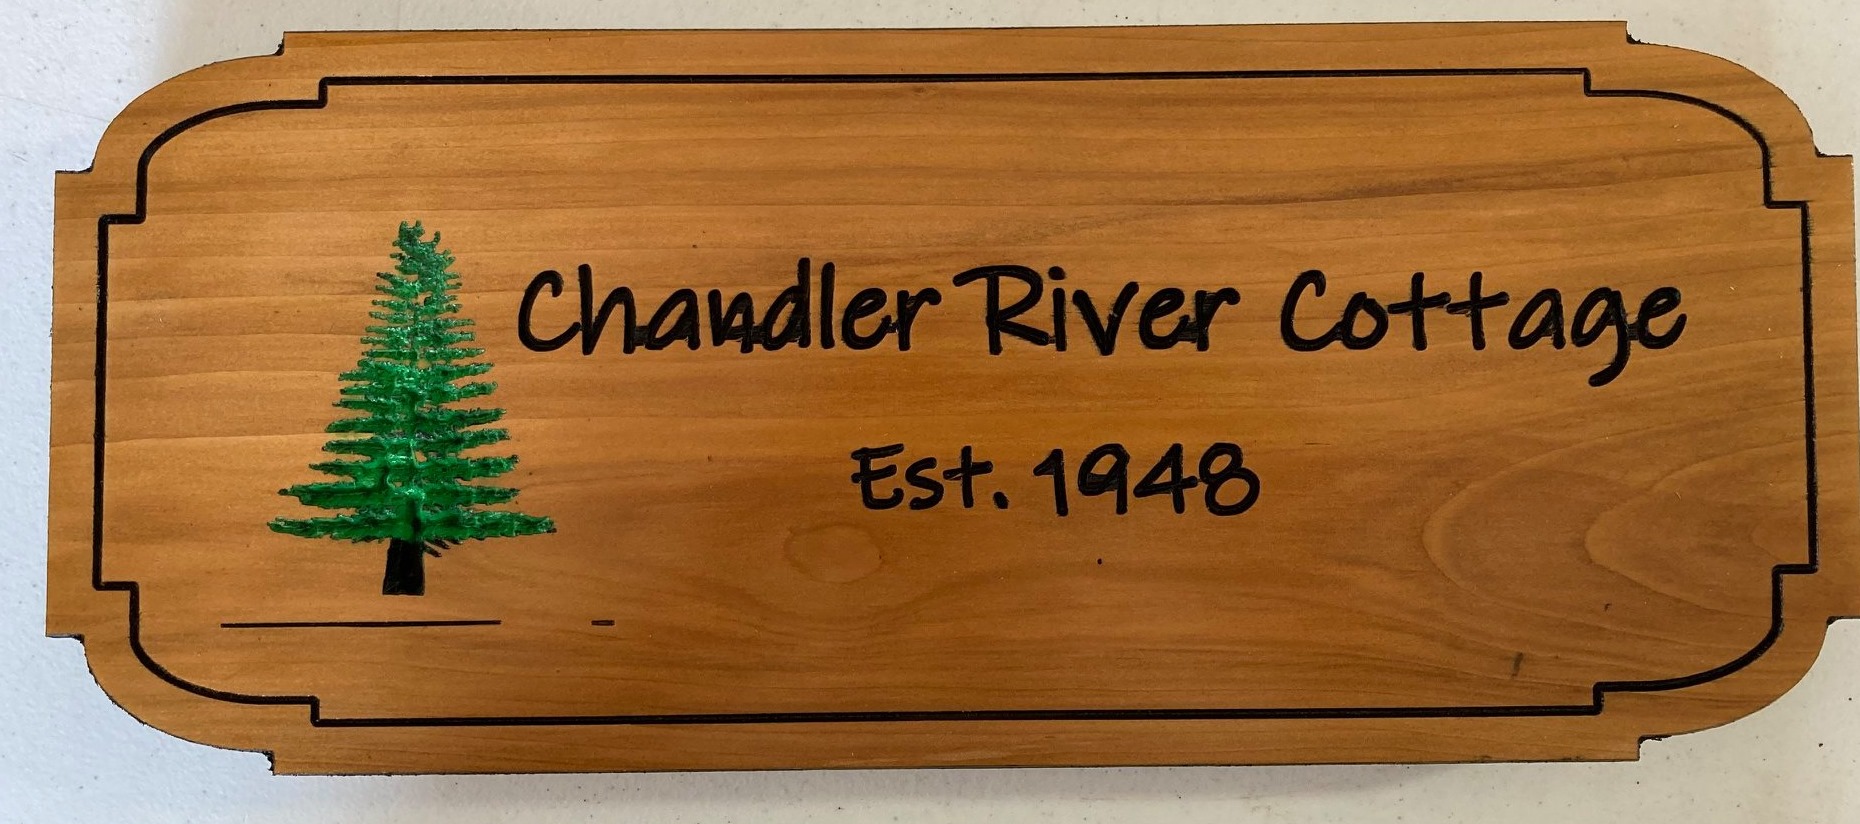 Chandler River Cottage
Est. 1948